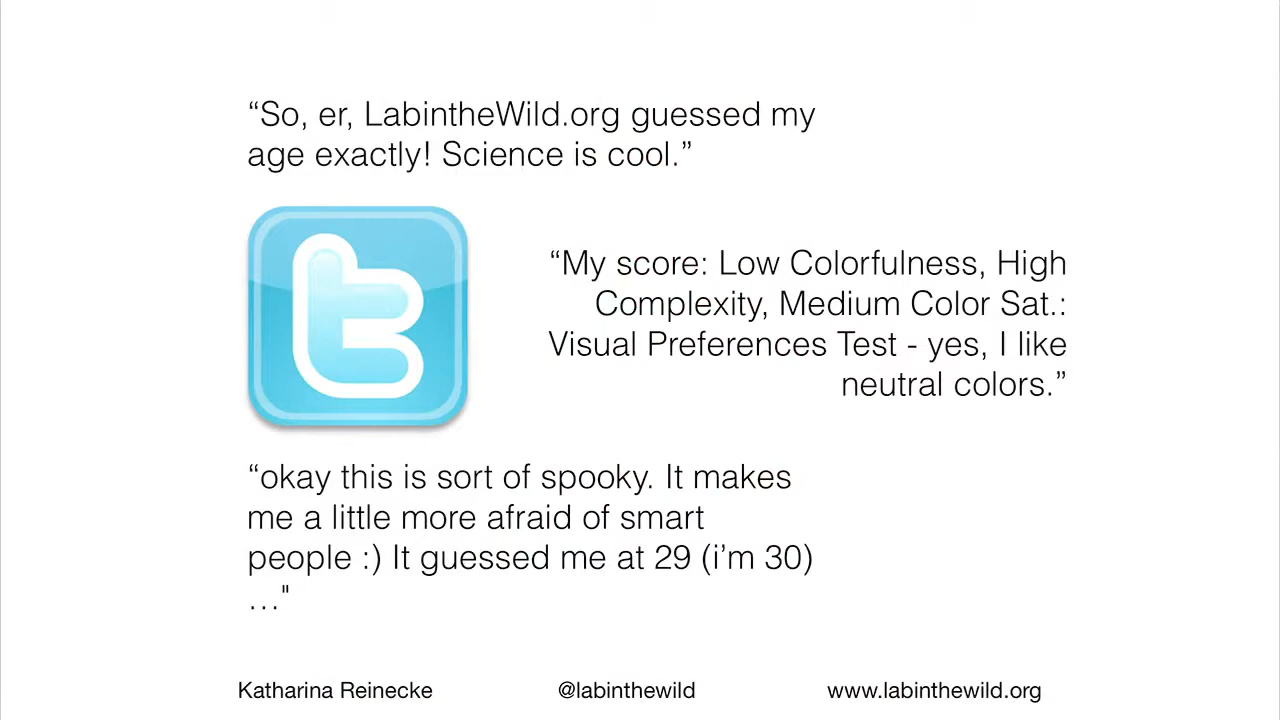 “So, er, LabintheWild.org guessed my
age exactly! Science is cool.”
“My score: Low Colorfulness, High
Complexity, Medium Color Sat.:
Visual Preferences Test - yes, I like
neutral colors.”
“okay this is sort of spooky. It makes
me a little more afraid of smart
people :) It guessed me at 29 (i’m 30)
…"
Katharina Reinecke @labinthewild www.labinthewild.org